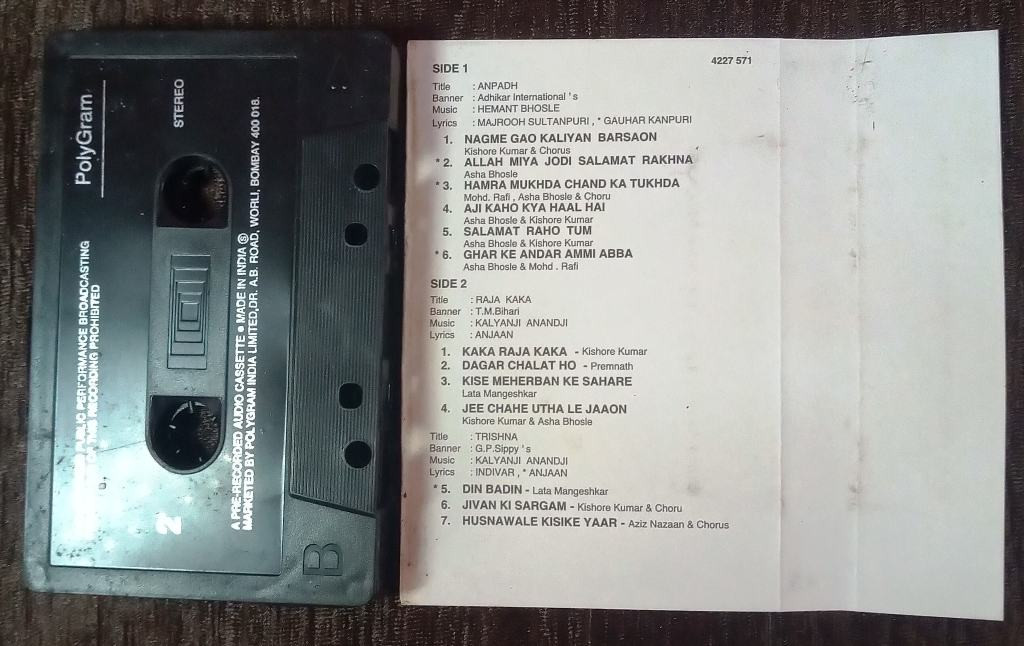 PolyGram
STEREO
PUBLIC PERFORMANCE BROADCASTING
OF THIS RECORDING PROHIBITED
2
A PRE-RECORDED AUDIO CASSETTE ● MADE IN INDIA Ⓢ
MARKETED BY POLYGRAM INDIA LIMITED,DR. A.B. ROAD, WORLI, BOMBAY 400 018.
B
4227 571
SIDE 1
Title : ANPADH
Banner : Adhikar International's
Music : HEMANT BHOSLE
Lyrics : MAJROOH SULTANPURI , * GAUHAR KANPURI
1. NAGME GAO KALIYAN BARSAON
Kishore Kumar & Chorus
* 2. ALLAH MIYA JODI SALAMAT RAKHNA
Asha Bhosle
* 3. HAMRA MUKHDA CHAND KA TUKHDA
Mohd. Rafi , Asha Bhosle & Choru
4. AJI KAHO KYA HAAL HAI
Asha Bhosle & Kishore Kumar
5. SALAMAT RAHO TUM
Asha Bhosle & Kishore Kumar
* 6. GHAR KE ANDAR AMMI ABBA
Asha Bhosle & Mohd . Rafi
SIDE 2
Title : RAJA KAKA
Banner : T.M.Bihari
Music : KALYANJI ANANDJI
Lyrics : ANJAAN
1. KAKA RAJA KAKA - Kishore Kumar
2. DAGAR CHALAT HO - Premnath
3. KISE MEHERBAN KE SAHARE
Lata Mangeshkar
4. JEE CHAHE UTHA LE JAAON
Kishore Kumar & Asha Bhosle
Title : TRISHNA
Banner : G.P.Sippy's
Music : KALYANJI ANANDJI
Lyrics : INDIVAR , * ANJAAN
* 5. DIN BADIN - Lata Mangeshkar
6. JIVAN KI SARGAM - Kishore Kumar & Choru
7. HUSNAWALE KISIKE YAAR - Aziz Nazaan & Chorus